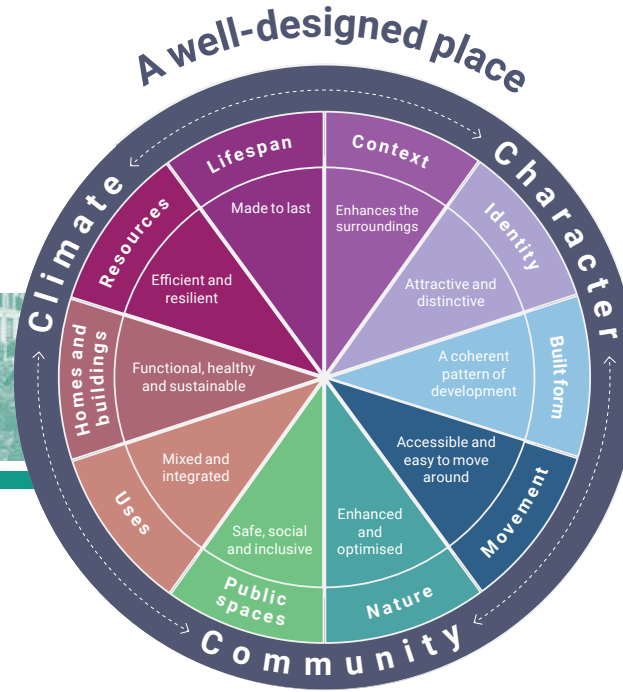 A well-designed place
Climate
Character
Community
Context
Enhances the
surroundings
Identity
Attractive and
distinctive
Built form
A coherent
pattern of
development
Movement
Accessible and
easy to move
around
Nature
Enhanced
and
optimised
Public
spaces
Safe, social
and inclusive
Uses
Mixed and
integrated
Homes and
buildings
Functional, healthy
and sustainable
Resources
Efficient and
resilient
Lifespan
Made to last